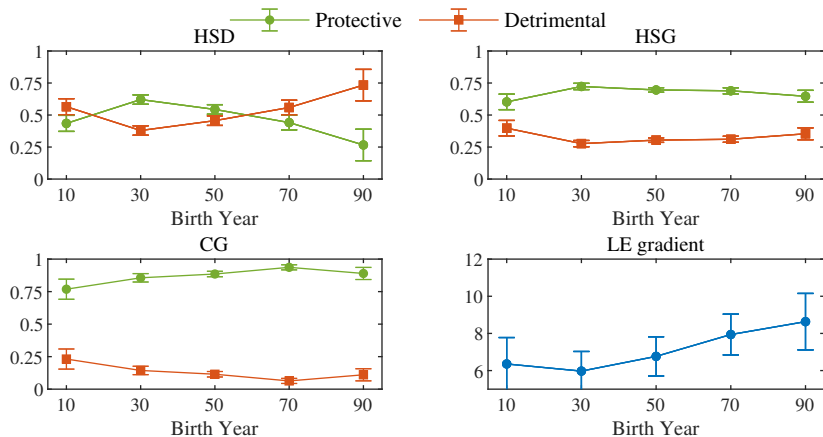 Protective Detrimental
HSD HSG
1 1
0.75 0.75
0.5 0.5
0.25 0.25
0 0
10 30 50 70 90 10 30 50 70 90
Birth Year Birth Year
CG LE gradient
1 12
0.75 10
0.5 8
0.25 6
0
10 30 50 70 90 10 30 50 70 90
Birth Year Birth Year